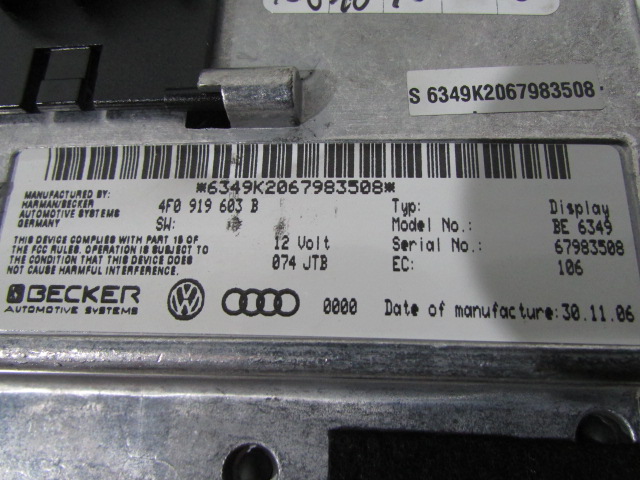 S 6349K2067983508
*6349K2067983508*
MANUFACTURED BY:
HARMAN/BECKER
AUTOMOTIVE SYSTEMS
GERMANY
4F0 919 603 B
SW:
Typ: Display
Model No.: BE 6349
THIS DEVICE COMPLIES WITH PART 15 OF
THE FCC RULES. OPERATION IS SUBJECT TO
THE CONDITION THAT THIS DEVICE DOES
NOT CAUSE HARMFUL INTERFERENCE.
12 Volt
074 JTB
Serial No.: 67983508
EC: 106
BECKER
AUTOMOTIVE SYSTEMS
0000
Date of manufacture: 30.11.06